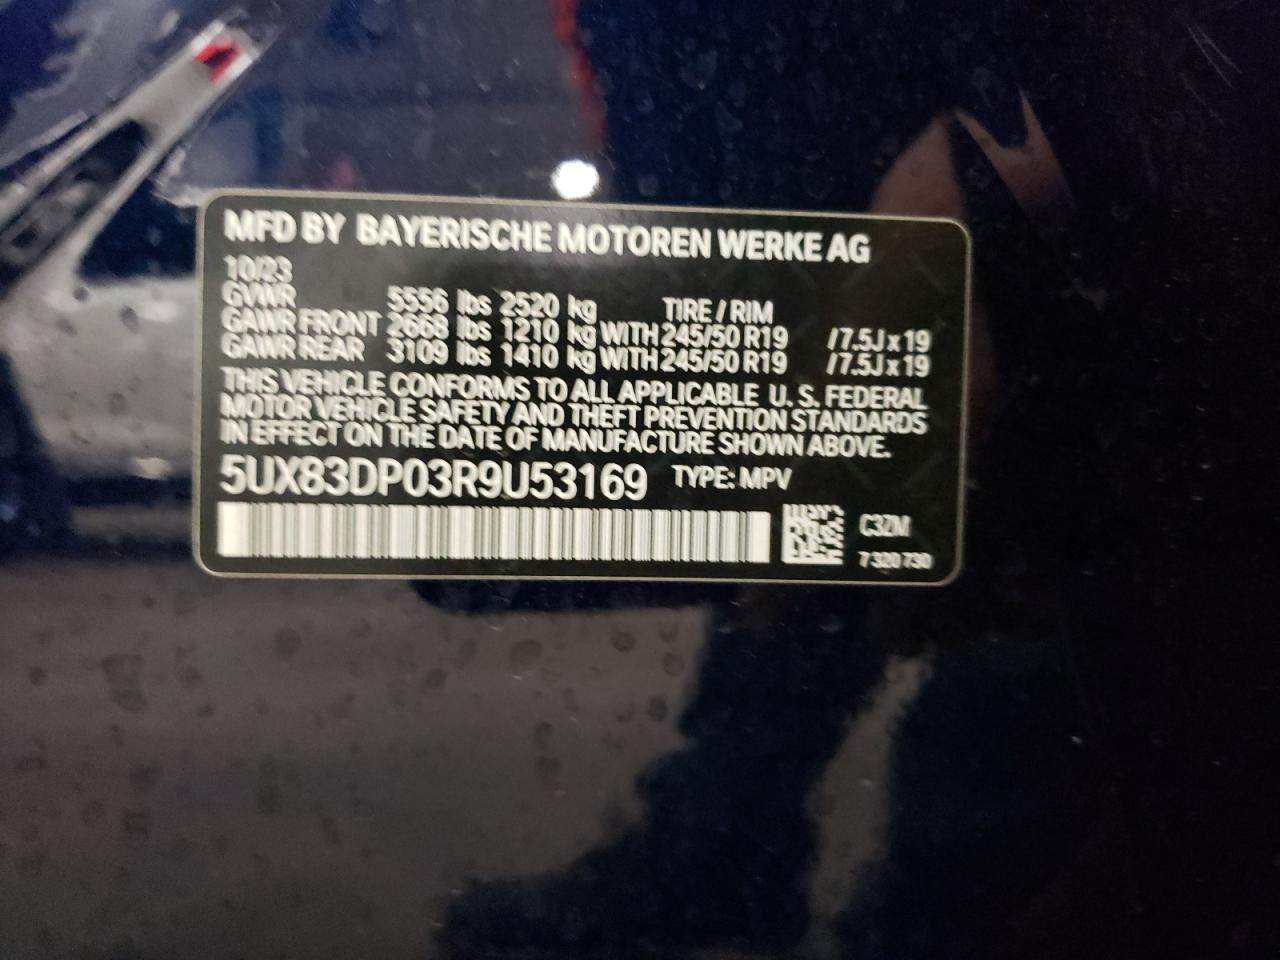 MFD BY BAYERISCHE MOTOREN WERKE AG
10/23
GVWR 5556 lbs 2520 kg TIRE / RIM
GAWR FRONT 2668 lbs 1210 kg WITH 245/50 R19 /7.5J x 19
GAWR REAR 3109 lbs 1410 kg WITH 245/50 R19 /7.5J x 19
THIS VEHICLE CONFORMS TO ALL APPLICABLE U. S. FEDERAL
MOTOR VEHICLE SAFETY AND THEFT PREVENTION STANDARDS
IN EFFECT ON THE DATE OF MANUFACTURE SHOWN ABOVE.
5UX83DP03R9U53169 TYPE: MPV
C3ZM
7 320 730